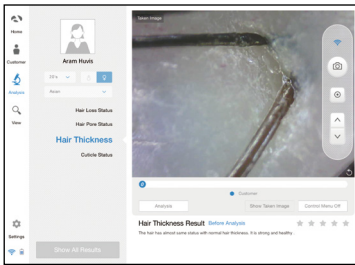 Home
Customer
Analysis
View
Settings
Aram Huvis
10's
Asian
Hair Loss Status
Hair Pore Status
Hair Thickness
Cuticle Status
Show All Results
Taken Image
Customer
Analysis
Show Taken Image
Control Menu Off
Hair Thickness Result Before Analysis
The hair has almost same status with normal hair thickness. It is strong and healthy.